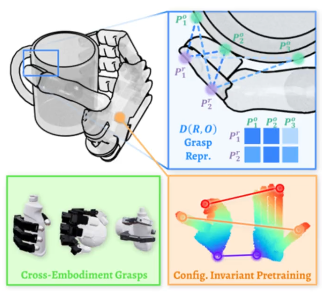 P_1^o
P_2^o
P_3^o
P_1^r
P_2^r
D(R,O)
Grasp
Repr.
P_1^o P_2^o P_3^o
P_1^r
P_2^r
Cross-Embodiment Grasps
Config. Invariant Pretraining